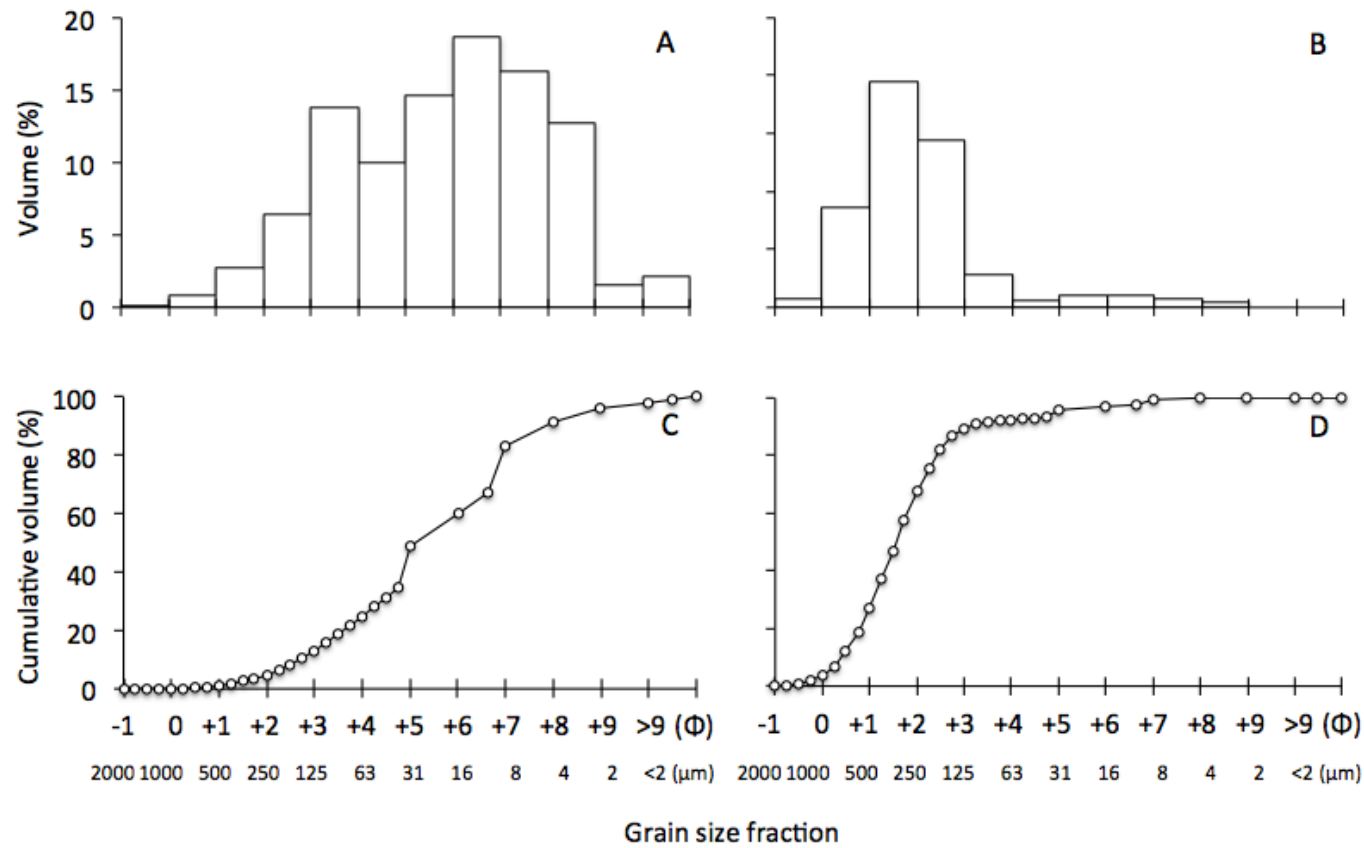 20
15
10
5
0
Volume (%)
A
B
100
80
60
40
20
0
Cumulative volume (%)
C
D
-1 0 +1 +2 +3 +4 +5 +6 +7 +8 +9 >9 (Φ)
2000 1000 500 250 125 63 31 16 8 4 2 <2 (μm)
-1 0 +1 +2 +3 +4 +5 +6 +7 +8 +9 >9 (Φ)
2000 1000 500 250 125 63 31 16 8 4 2 <2 (μm)
Grain size fraction